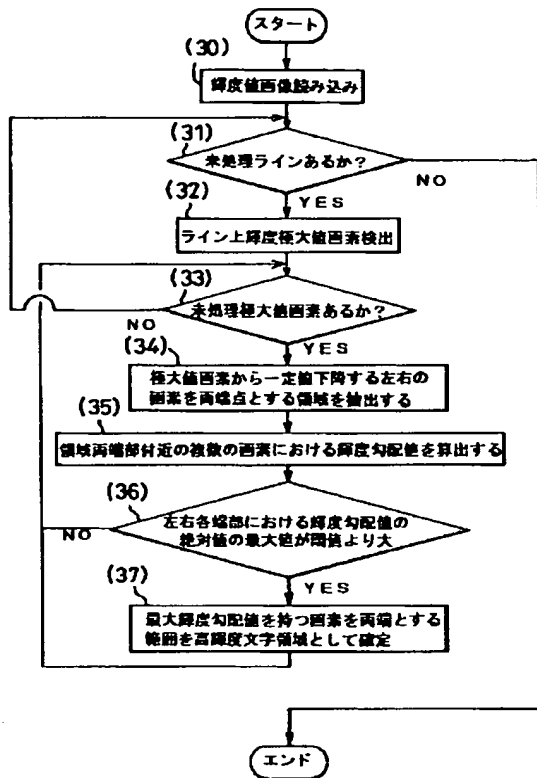 スタート
(30)
輝度値画像読み込み
(31)
未処理ラインあるか?
NO
YES
(32)
ライン上輝度極大値画素検出
(33)
未処理極大値画素あるか?
NO
YES
(34)
極大値画素から一定値下降する左右の
画素を両端点とする領域を抽出する
(35)
領域両端部付近の複数の画素における輝度勾配値を算出する
(36)
左右各端部における輝度勾配値の
絶対値の最大値が閾値より大
NO
YES
(37)
最大輝度勾配値を持つ画素を両端とする
範囲を高輝度文字領域として確定
エンド